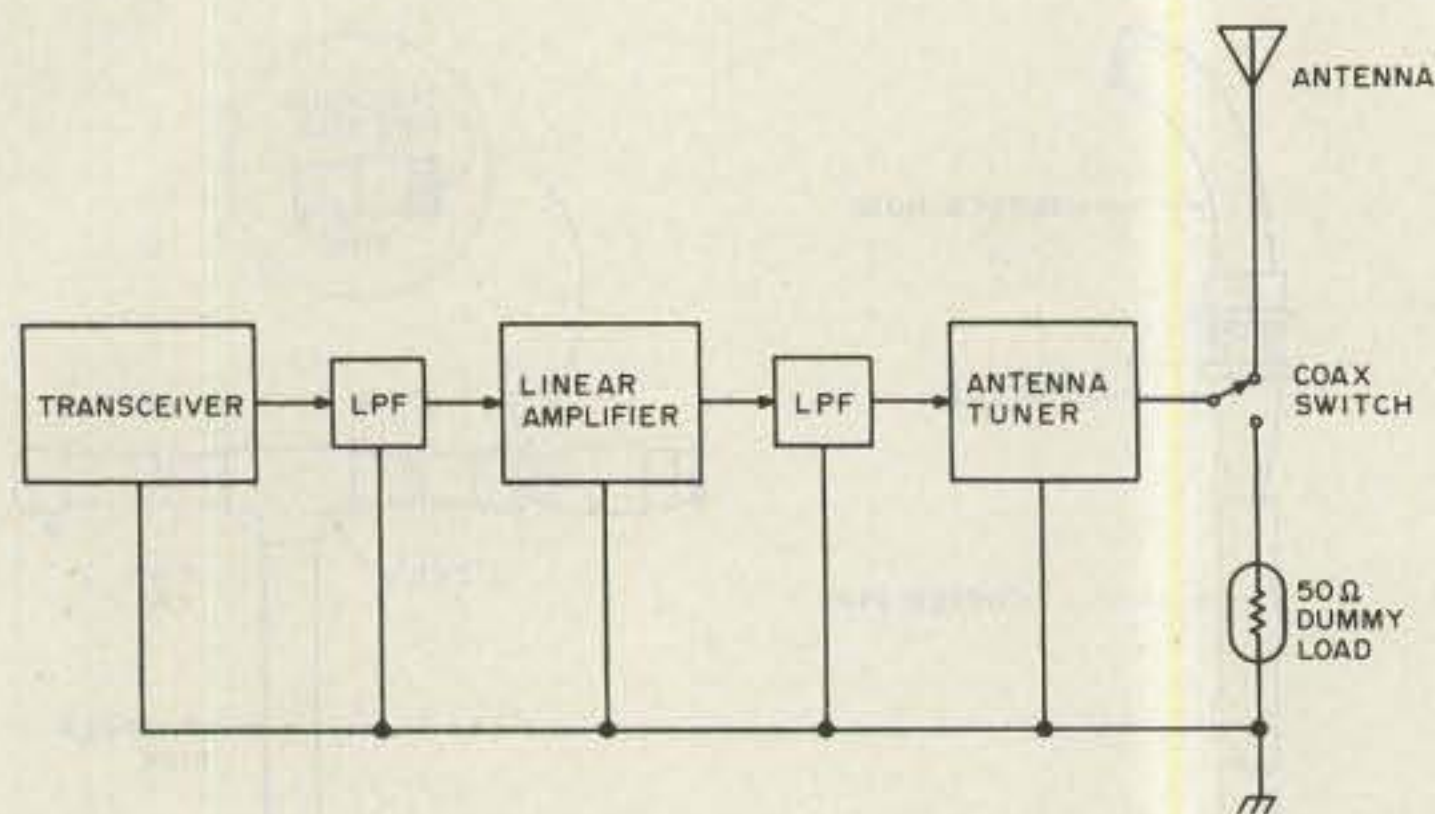 ANTENNA
TRANSCEIVER
LPF
LINEAR
AMPLIFIER
LPF
ANTENNA
TUNER
COAX
SWITCH
50Ω
DUMMY
LOAD